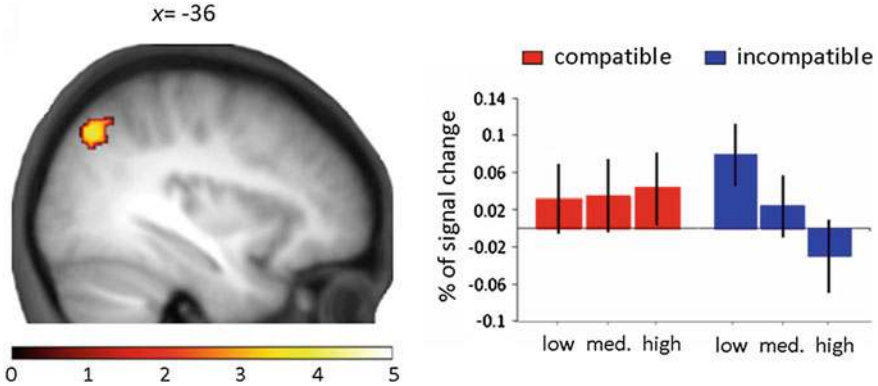 x= -36
0 1 2 3 4 5
compatible incompatible
% of signal change
0.14
0.1
0.06
0.02
-0.02
-0.06
-0.1
low med. high low med. high